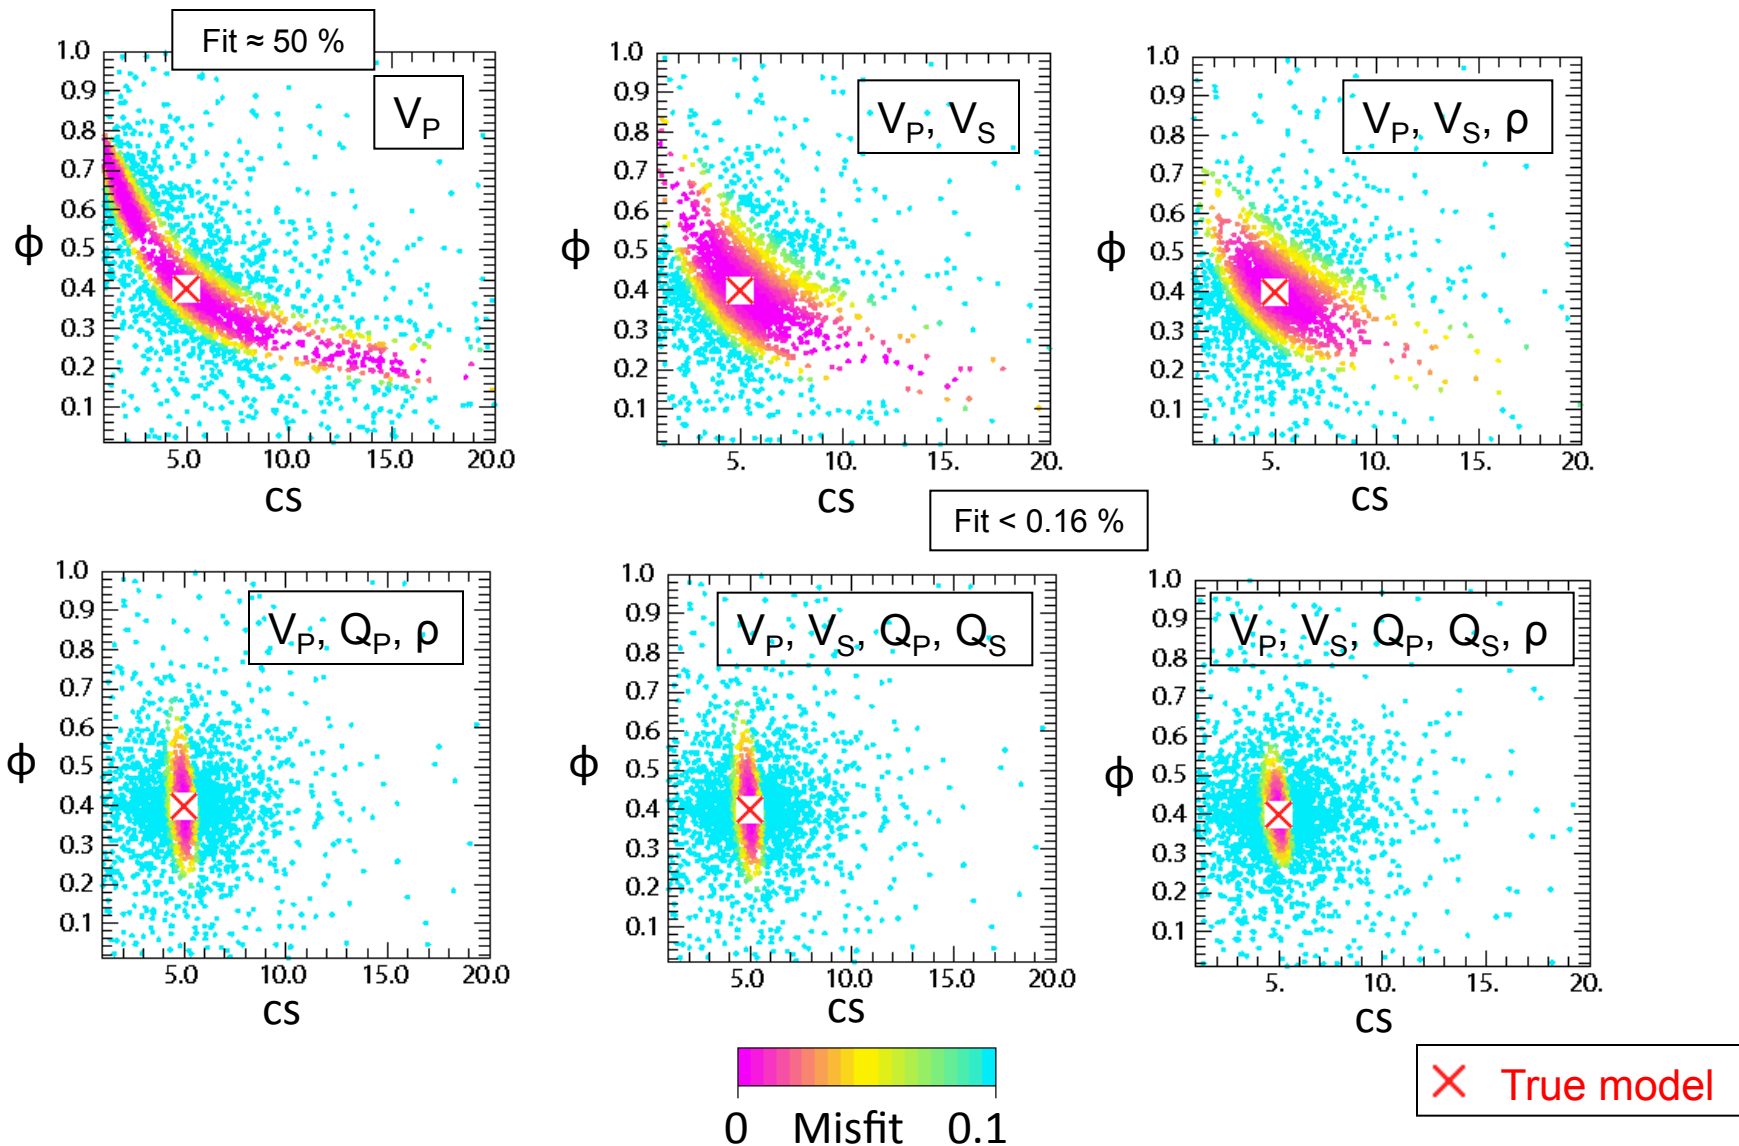 Fit ≈ 50 %
V_P
1.0
0.9
0.8
0.7
0.6
0.5
0.4
0.3
0.2
0.1
ϕ
5.0 10.0 15.0 20.0
cs
V_P, V_S
1.0
0.9
0.8
0.7
0.6
0.5
0.4
0.3
0.2
0.1
ϕ
5. 10. 15. 20.
cs
V_P, V_S, ρ
1.0
0.9
0.8
0.7
0.6
0.5
0.4
0.3
0.2
0.1
ϕ
5. 10. 15. 20.
cs
Fit < 0.16 %
V_P, Q_P, ρ
1.0
0.9
0.8
0.7
0.6
0.5
0.4
0.3
0.2
0.1
ϕ
5.0 10.0 15.0 20.0
cs
V_P, V_S, Q_P, Q_S
1.0
0.9
0.8
0.7
0.6
0.5
0.4
0.3
0.2
0.1
ϕ
5.0 10.0 15.0 20.0
cs
V_P, V_S, Q_P, Q_S, ρ
1.0
0.9
0.8
0.7
0.6
0.5
0.4
0.3
0.2
0.1
ϕ
5. 10. 15. 20.
cs
0 Misfit 0.1
True model